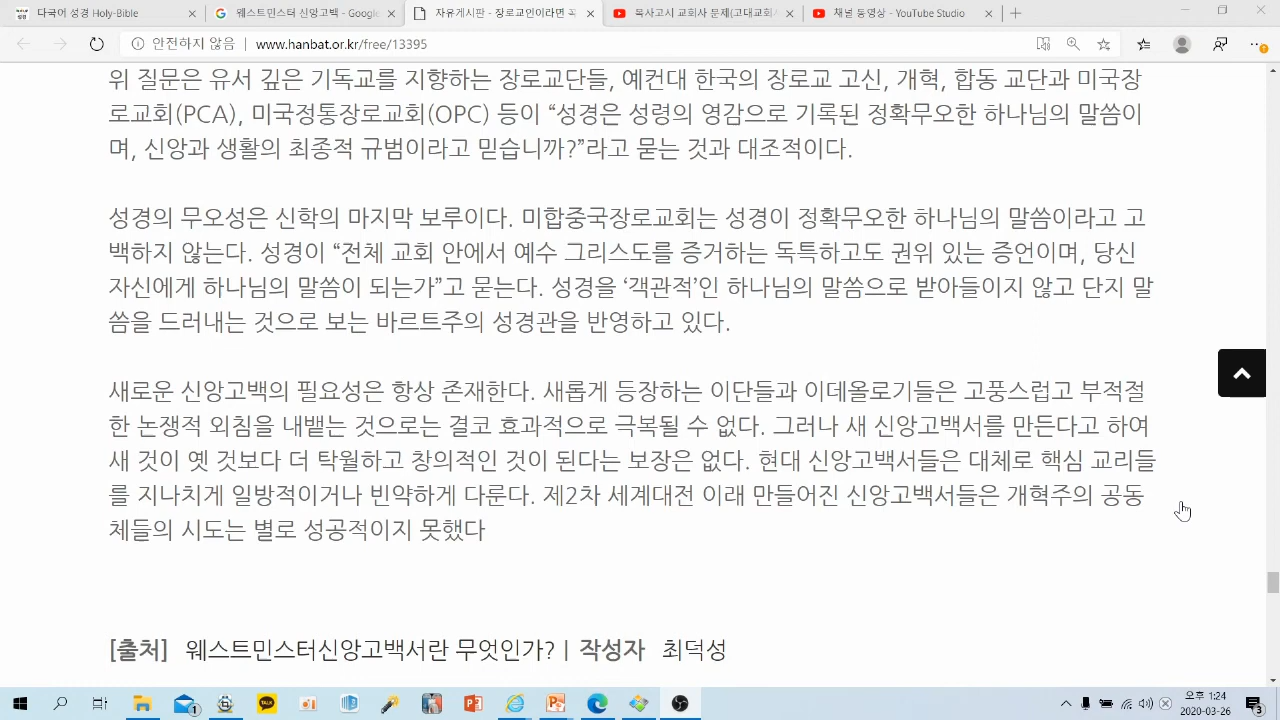 다국어 성경 Holy-Bible
웨스트민스터 신앙고백 - Google
자유게시판 - 장로교인이라면 꼭
목사고시 교회사 문제(고대교회
채널 동영상 - YouTube Studio
안전하지 않음 | www.hanbat.or.kr/free/13395
위 질문은 유서 깊은 기독교를 지향하는 장로교단들, 예컨대 한국의 장로교 고신, 개혁, 합동 교단과 미국장
로교회(PCA), 미국정통장로교회(OPC) 등이 “성경은 성령의 영감으로 기록된 정확무오한 하나님의 말씀이
며, 신앙과 생활의 최종적 규범이라고 믿습니까?”라고 묻는 것과 대조적이다.
성경의 무오성은 신학의 마지막 보루이다. 미합중국장로교회는 성경이 정확무오한 하나님의 말씀이라고 고
백하지 않는다. 성경이 “전체 교회 안에서 예수 그리스도를 증거하는 독특하고도 권위 있는 증언이며, 당신
자신에게 하나님의 말씀이 되는가”고 묻는다. 성경을 ‘객관적’인 하나님의 말씀으로 받아들이지 않고 단지 말
씀을 드러내는 것으로 보는 바르트주의 성경관을 반영하고 있다.
새로운 신앙고백의 필요성은 항상 존재한다. 새롭게 등장하는 이단들과 이데올로기들은 고풍스럽고 부적절
한 논쟁적 외침을 내뱉는 것으로는 결코 효과적으로 극복될 수 없다. 그러나 새 신앙고백서를 만든다고 하여
새 것이 옛 것보다 더 탁월하고 창의적인 것이 된다는 보장은 없다. 현대 신앙고백서들은 대체로 핵심 교리들
를 지나치게 일방적이거나 빈약하게 다룬다. 제2차 세계대전 이래 만들어진 신앙고백서들은 개혁주의 공동
체들의 시도는 별로 성공적이지 못했다
[출처] 웨스트민스터신앙고백서란 무엇인가? | 작성자 최덕성
오후 1:24
2020-03-26